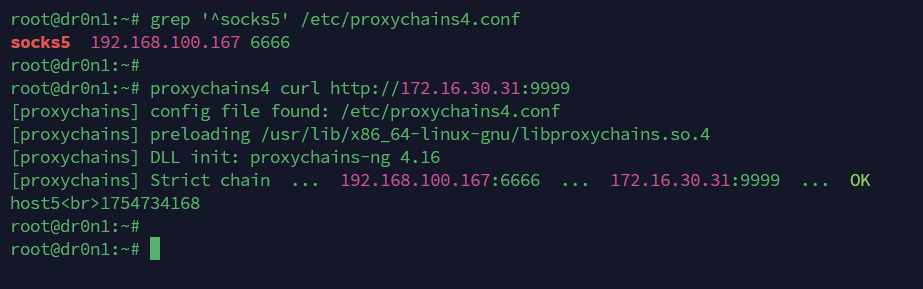 root@dr0n1:~# grep '^socks5' /etc/proxychains4.conf
socks5  192.168.100.167 6666
root@dr0n1:~#
root@dr0n1:~# proxychains4 curl http://172.16.30.31:9999
[proxychains] config file found: /etc/proxychains4.conf
[proxychains] preloading /usr/lib/x86_64-linux-gnu/libproxychains.so.4
[proxychains] DLL init: proxychains-ng 4.16
[proxychains] Strict chain  ...  192.168.100.167:6666  ...  172.16.30.31:9999  ...  OK
host5<br>1754734168
root@dr0n1:~#
root@dr0n1:~#